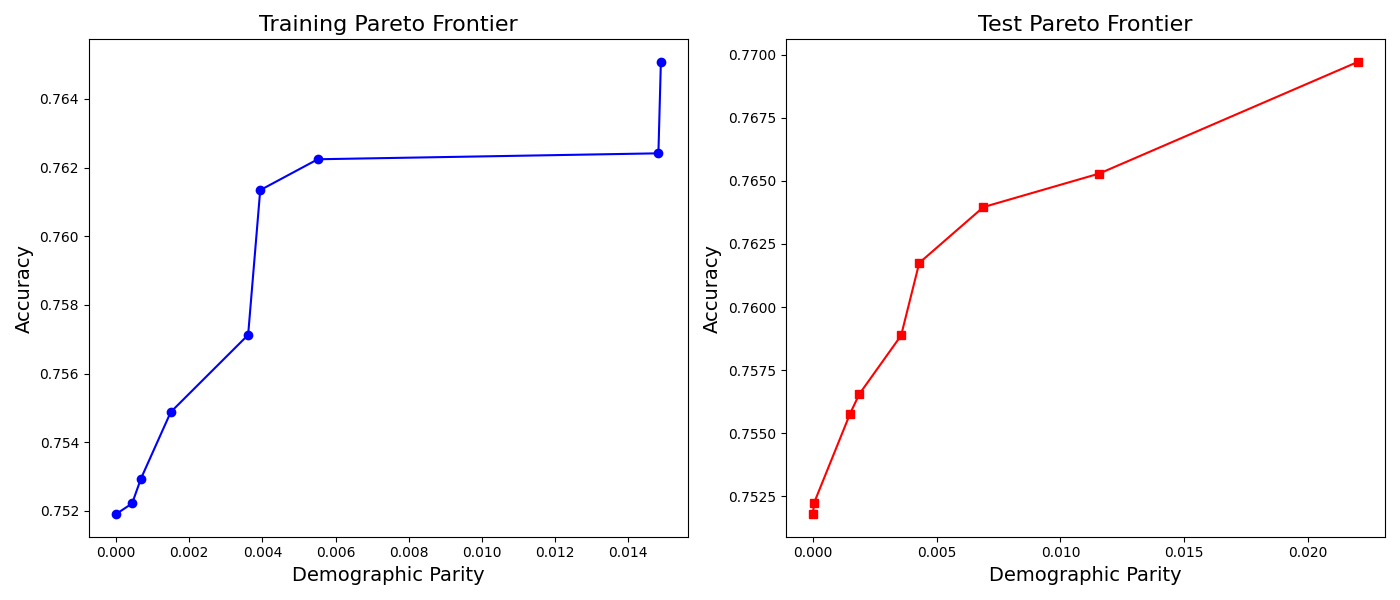 Training Pareto Frontier
Accuracy
0.764
0.762
0.760
0.758
0.756
0.754
0.752
0.000 0.002 0.004 0.006 0.008 0.010 0.012 0.014
Demographic Parity
Test Pareto Frontier
Accuracy
0.7700
0.7675
0.7650
0.7625
0.7600
0.7575
0.7550
0.7525
0.000 0.005 0.010 0.015 0.020
Demographic Parity